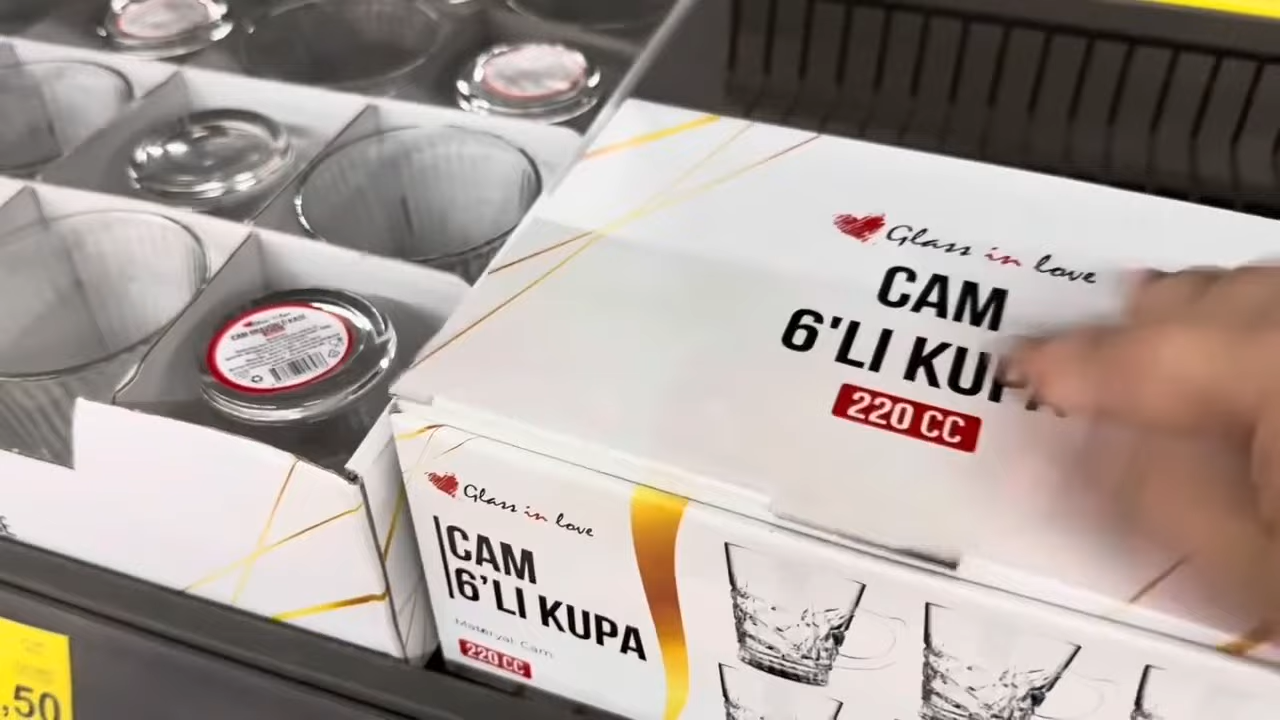 Glass in love
CAM
6'LI KUPA
220 CC
Glass in love
CAM
6'LI KUPA
Materyal: Cam
220 CC
,50